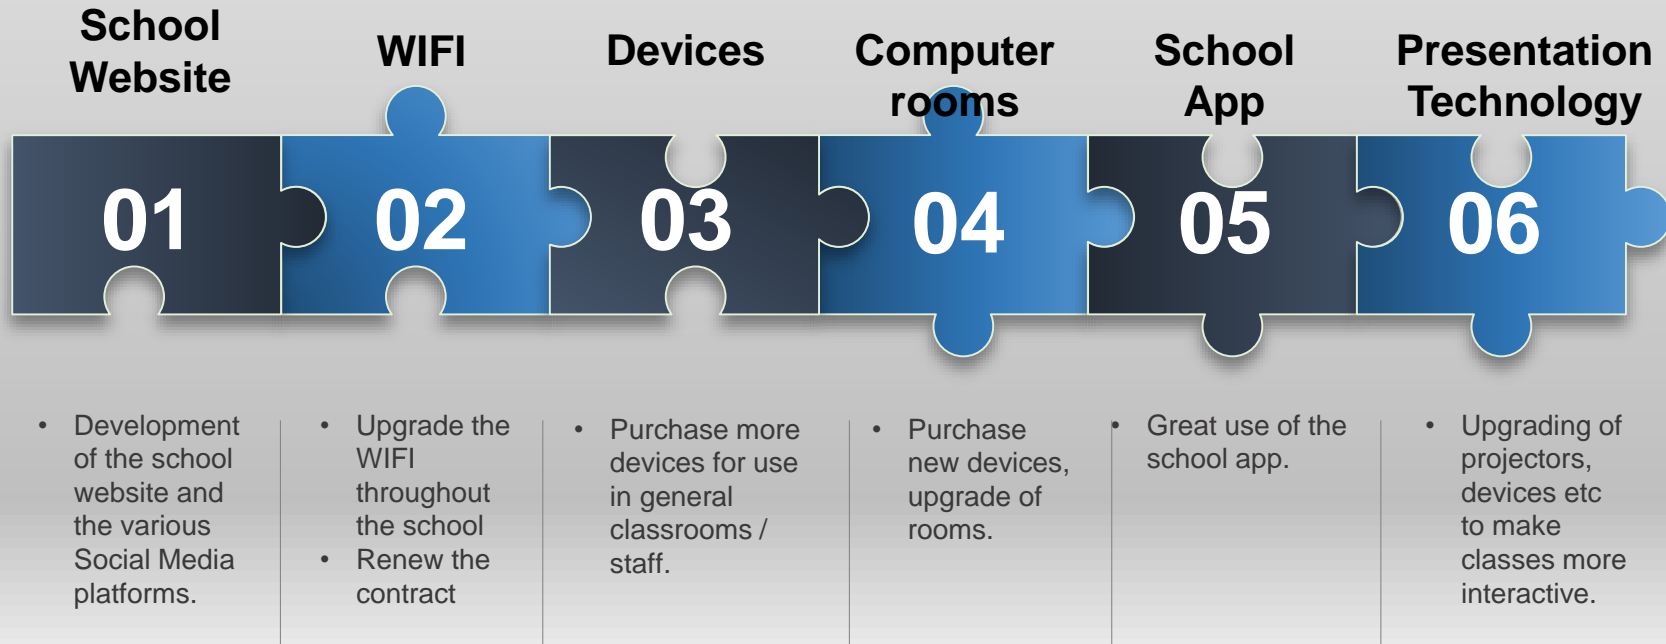 School
Website
WIFI
Devices
Computer
rooms
School
App
Presentation
Technology
01
02
03
04
05
06
• Development
of the school
website and
the various
Social Media
platforms.
• Upgrade the
WIFI
throughout
the school
• Renew the
contract
• Purchase more
devices for use
in general
classrooms /
staff.
• Purchase
new devices,
upgrade of
rooms.
• Great use of the
school app.
• Upgrading of
projectors,
devices etc
to make
classes more
interactive.